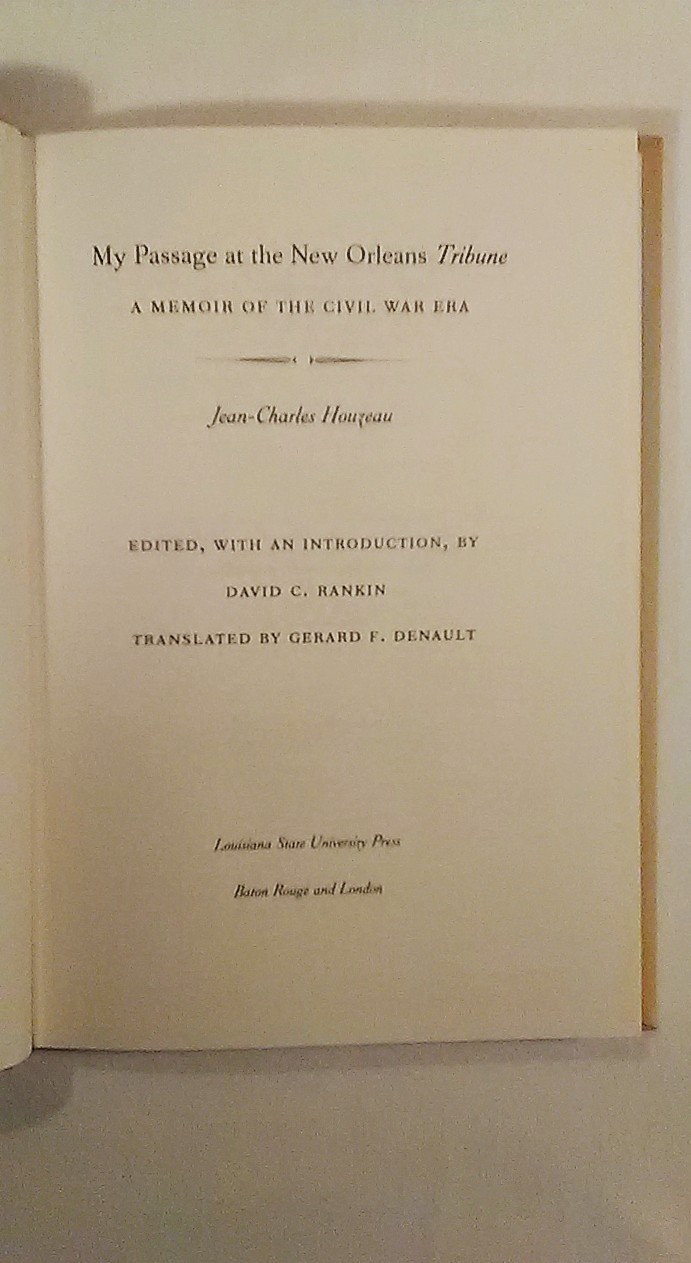 My Passage at the New Orleans Tribune
A MEMOIR OF THE CIVIL WAR ERA
Jean-Charles Houzeau
EDITED, WITH AN INTRODUCTION, BY
DAVID C. RANKIN
TRANSLATED BY GERARD F. DENAULT
Louisiana State University Press
Baton Rouge and London